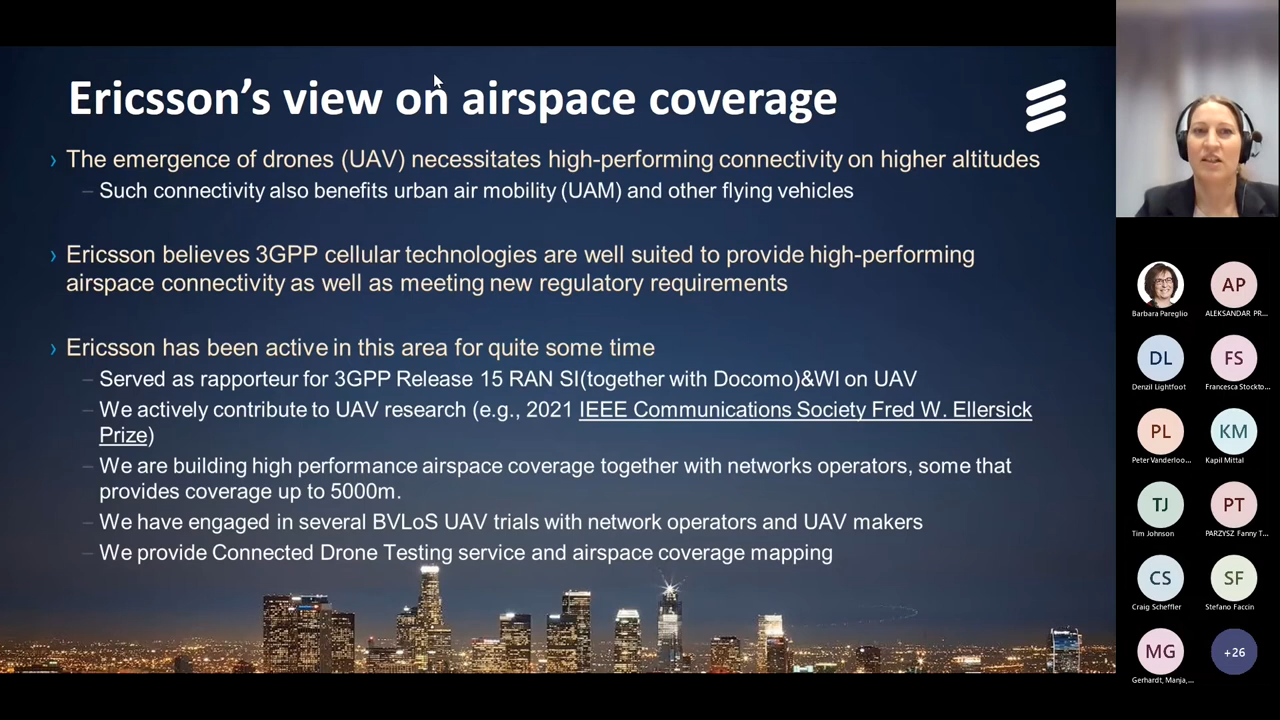 Ericsson's view on airspace coverage
› The emergence of drones (UAV) necessitates high-performing connectivity on higher altitudes
– Such connectivity also benefits urban air mobility (UAM) and other flying vehicles
› Ericsson believes 3GPP cellular technologies are well suited to provide high-performing
airspace connectivity as well as meeting new regulatory requirements
› Ericsson has been active in this area for quite some time
– Served as rapporteur for 3GPP Release 15 RAN SI(together with Docomo)&WI on UAV
– We actively contribute to UAV research (e.g., 2021 IEEE Communications Society Fred W. Ellersick
Prize)
– We are building high performance airspace coverage together with networks operators, some that
provides coverage up to 5000m.
– We have engaged in several BVLoS UAV trials with network operators and UAV makers
– We provide Connected Drone Testing service and airspace coverage mapping
AP
Barbara Pareglio
ALEKSANDAR PR...
DL
FS
Denzil Lightfoot
Francesca Stockto...
PL
KM
Peter Vanderloo...
Kapil Mittal
TJ
PT
Tim Johnson
PARZYSZ Fanny T...
CS
SF
Craig Scheffler
Stefano Faccin
MG
+26
Gerhardt, Manja,...